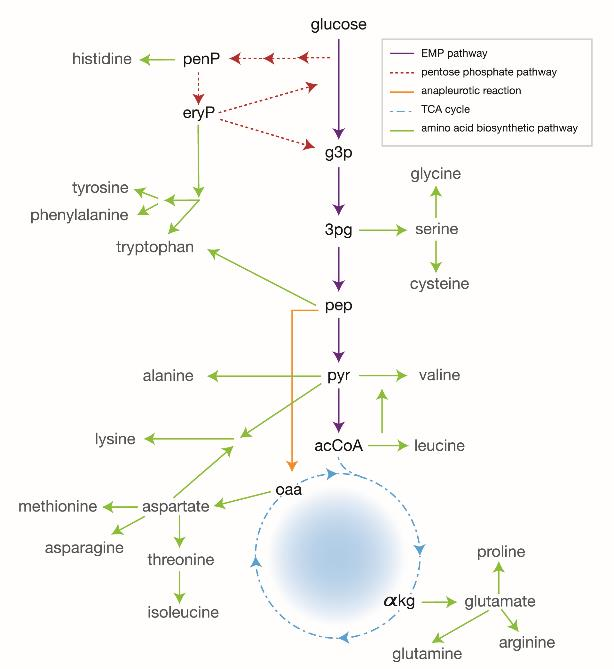 glucose
histidine
penP
EMP pathway
pentose phosphate pathway
anapleurotic reaction
TCA cycle
amino acid biosynthetic pathway
eryP
g3p
glycine
tyrosine
phenylalanine
tryptophan
3pg
serine
cysteine
pep
alanine
pyr
valine
lysine
acCoA
leucine
oaa
methionine
aspartate
asparagine
threonine
isoleucine
proline
αkg
glutamate
glutamine
arginine